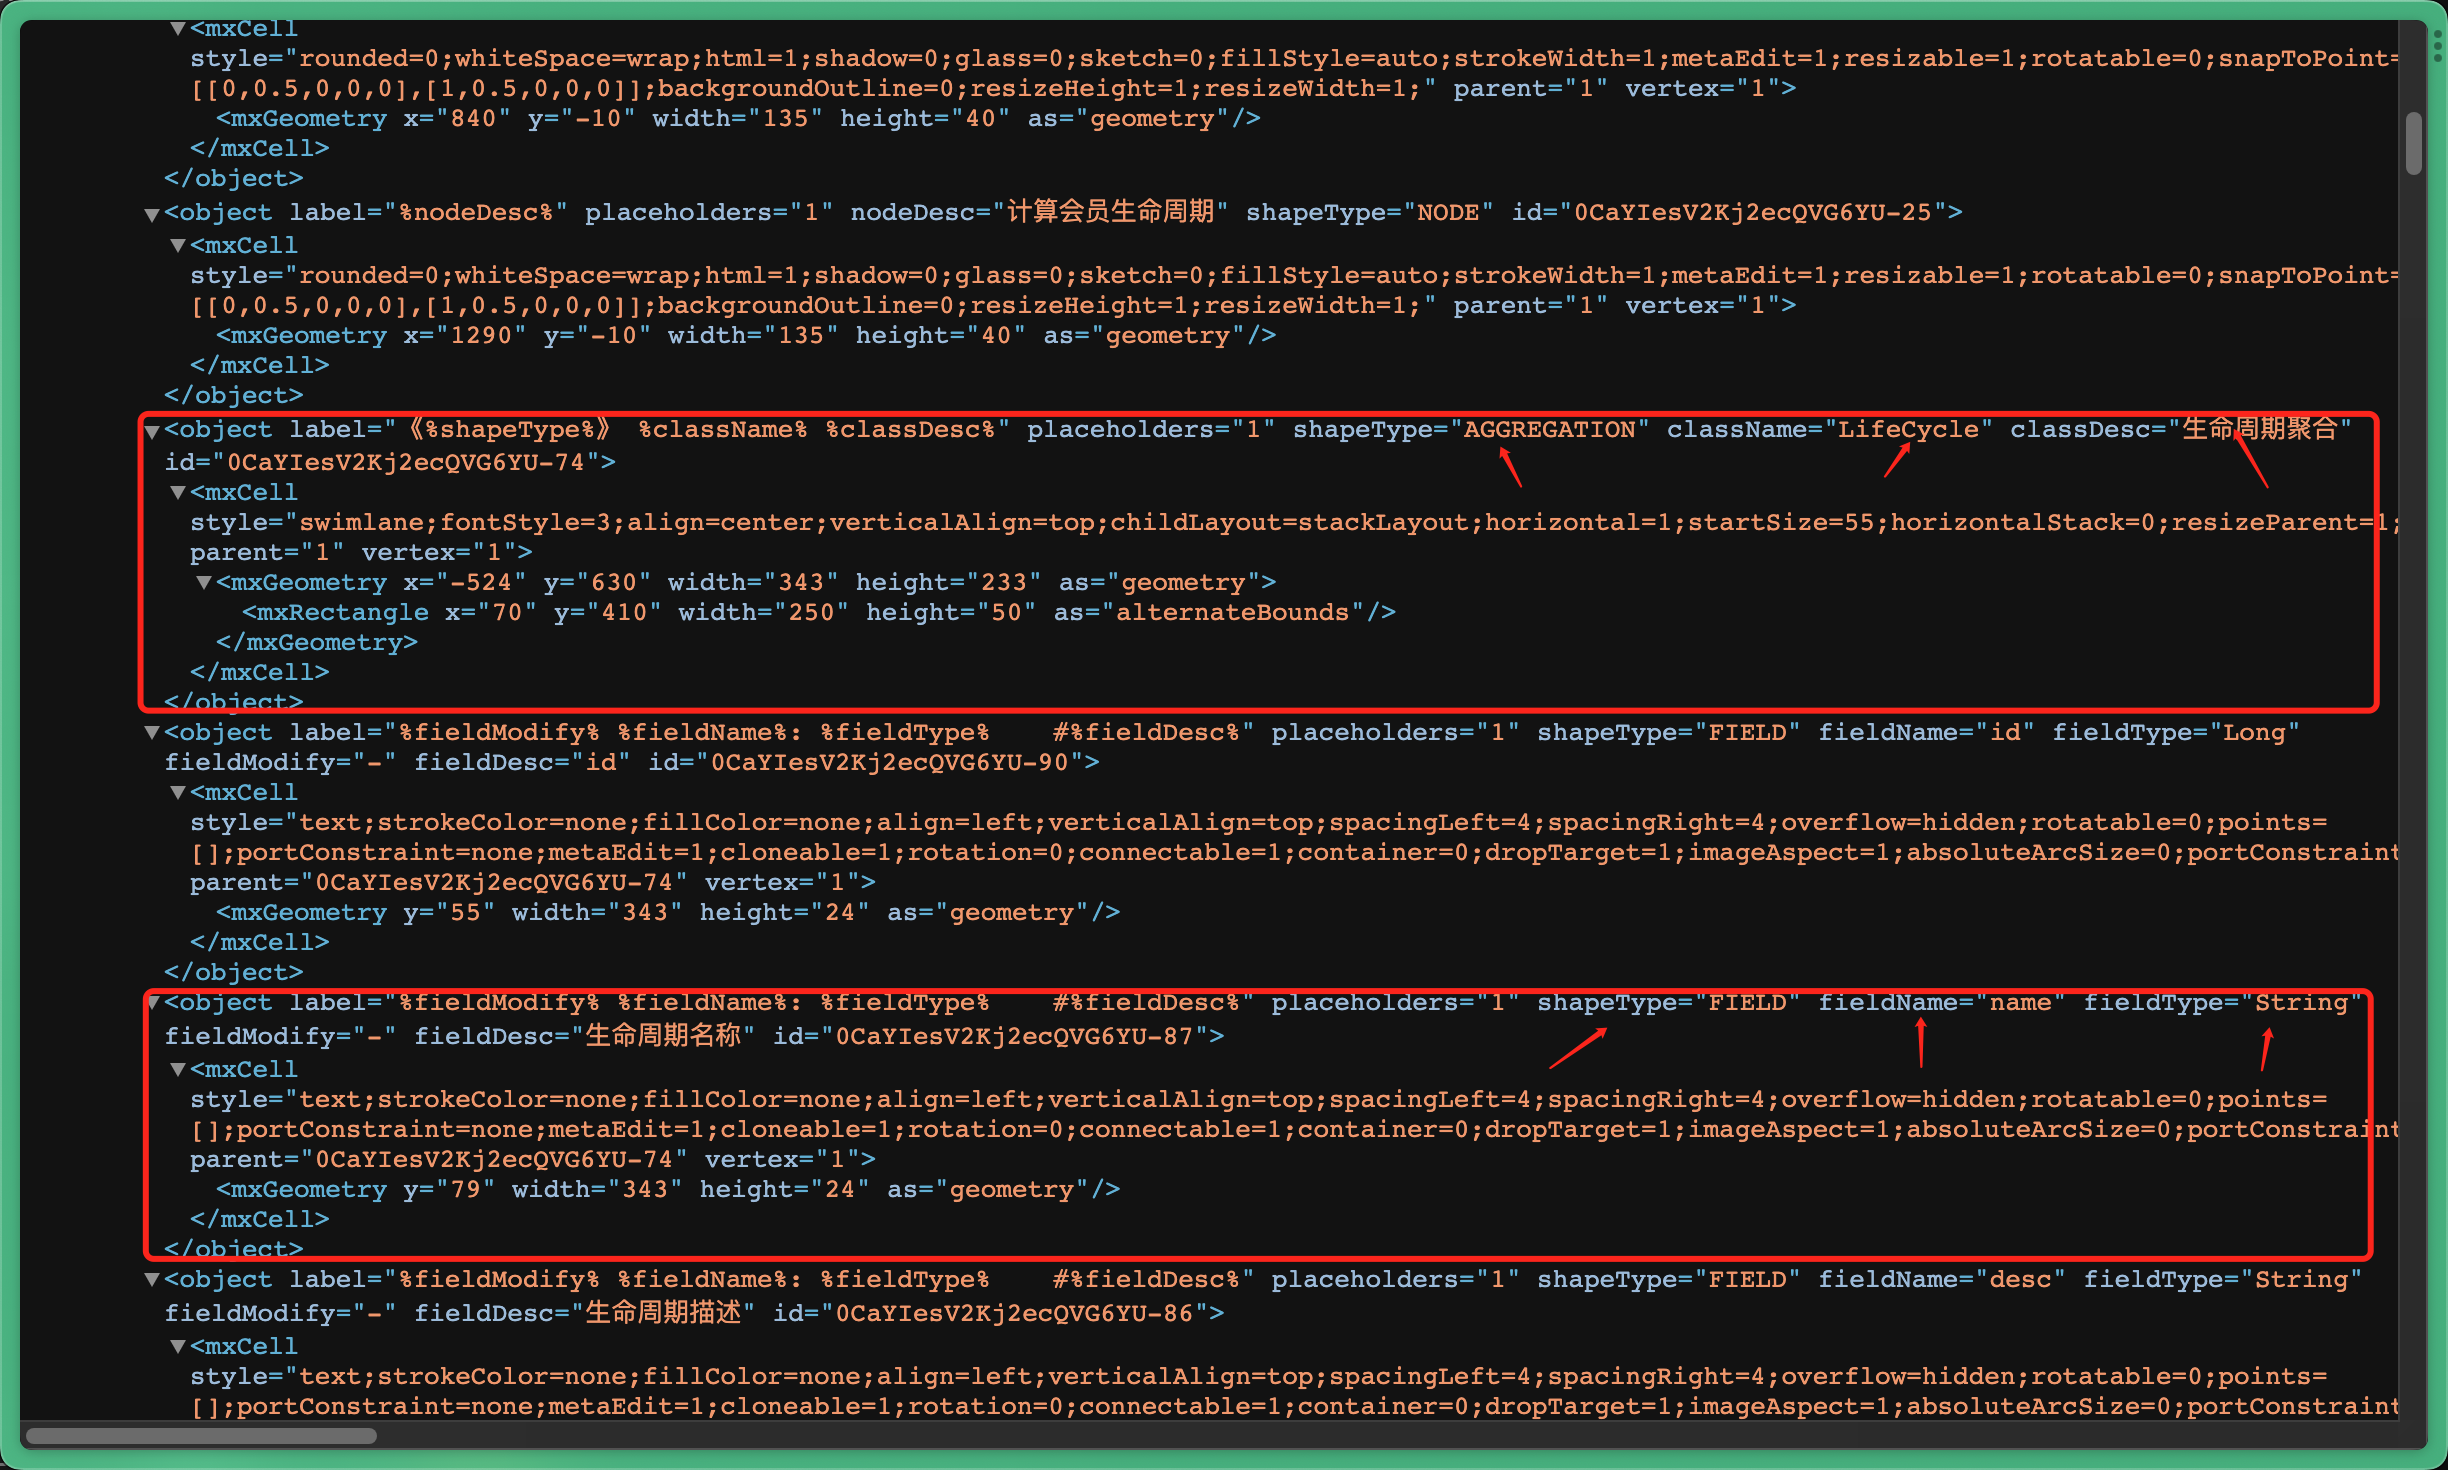 ▼<mxCell
style="rounded=0;whiteSpace=wrap;html=1;shadow=0;glass=0;sketch=0;fillStyle=auto;strokeWidth=1;metaEdit=1;resizable=1;rotatable=0;snapToPoint=
[[0,0.5,0,0,0],[1,0.5,0,0,0]];backgroundOutline=0;resizeHeight=1;resizeWidth=1;" parent="1" vertex="1">
<mxGeometry x="840" y="-10" width="135" height="40" as="geometry"/>
</mxCell>
</object>
▼<object label="%nodeDesc%" placeholders="1" nodeDesc="计算会员生命周期" shapeType="NODE" id="0CaYIesV2Kj2ecQVG6YU-25">
▼<mxCell
style="rounded=0;whiteSpace=wrap;html=1;shadow=0;glass=0;sketch=0;fillStyle=auto;strokeWidth=1;metaEdit=1;resizable=1;rotatable=0;snapToPoint=
[[0,0.5,0,0,0],[1,0.5,0,0,0]];backgroundOutline=0;resizeHeight=1;resizeWidth=1;" parent="1" vertex="1">
<mxGeometry x="1290" y="-10" width="135" height="40" as="geometry"/>
</mxCell>
</object>
▼<object label="《%shapeType%》 %className% %classDesc%" placeholders="1" shapeType="AGGREGATION" className="LifeCycle" classDesc="生命周期聚合"
id="0CaYIesV2Kj2ecQVG6YU-74">
▼<mxCell
style="swimlane;fontStyle=3;align=center;verticalAlign=top;childLayout=stackLayout;horizontal=1;startSize=55;horizontalStack=0;resizeParent=1;
parent="1" vertex="1">
▼<mxGeometry x="-524" y="630" width="343" height="233" as="geometry">
<mxRectangle x="70" y="410" width="250" height="50" as="alternateBounds"/>
</mxGeometry>
</mxCell>
</object>
▼<object label="%fieldModify% %fieldName%: %fieldType%    #%fieldDesc%" placeholders="1" shapeType="FIELD" fieldName="id" fieldType="Long"
fieldModify="-" fieldDesc="id" id="0CaYIesV2Kj2ecQVG6YU-90">
▼<mxCell
style="text;strokeColor=none;fillColor=none;align=left;verticalAlign=top;spacingLeft=4;spacingRight=4;overflow=hidden;rotatable=0;points=
[];portConstraint=none;metaEdit=1;cloneable=1;rotation=0;connectable=1;container=0;dropTarget=1;imageAspect=1;absoluteArcSize=0;portConstraint
parent="0CaYIesV2Kj2ecQVG6YU-74" vertex="1">
<mxGeometry y="55" width="343" height="24" as="geometry"/>
</mxCell>
</object>
▼<object label="%fieldModify% %fieldName%: %fieldType%    #%fieldDesc%" placeholders="1" shapeType="FIELD" fieldName="name" fieldType="String"
fieldModify="-" fieldDesc="生命周期名称" id="0CaYIesV2Kj2ecQVG6YU-87">
▼<mxCell
style="text;strokeColor=none;fillColor=none;align=left;verticalAlign=top;spacingLeft=4;spacingRight=4;overflow=hidden;rotatable=0;points=
[];portConstraint=none;metaEdit=1;cloneable=1;rotation=0;connectable=1;container=0;dropTarget=1;imageAspect=1;absoluteArcSize=0;portConstraint
parent="0CaYIesV2Kj2ecQVG6YU-74" vertex="1">
<mxGeometry y="79" width="343" height="24" as="geometry"/>
</mxCell>
</object>
▼<object label="%fieldModify% %fieldName%: %fieldType%    #%fieldDesc%" placeholders="1" shapeType="FIELD" fieldName="desc" fieldType="String"
fieldModify="-" fieldDesc="生命周期描述" id="0CaYIesV2Kj2ecQVG6YU-86">
▼<mxCell
style="text;strokeColor=none;fillColor=none;align=left;verticalAlign=top;spacingLeft=4;spacingRight=4;overflow=hidden;rotatable=0;points=
[];portConstraint=none;metaEdit=1;cloneable=1;rotation=0;connectable=1;container=0;dropTarget=1;imageAspect=1;absoluteArcSize=0;portConstraint